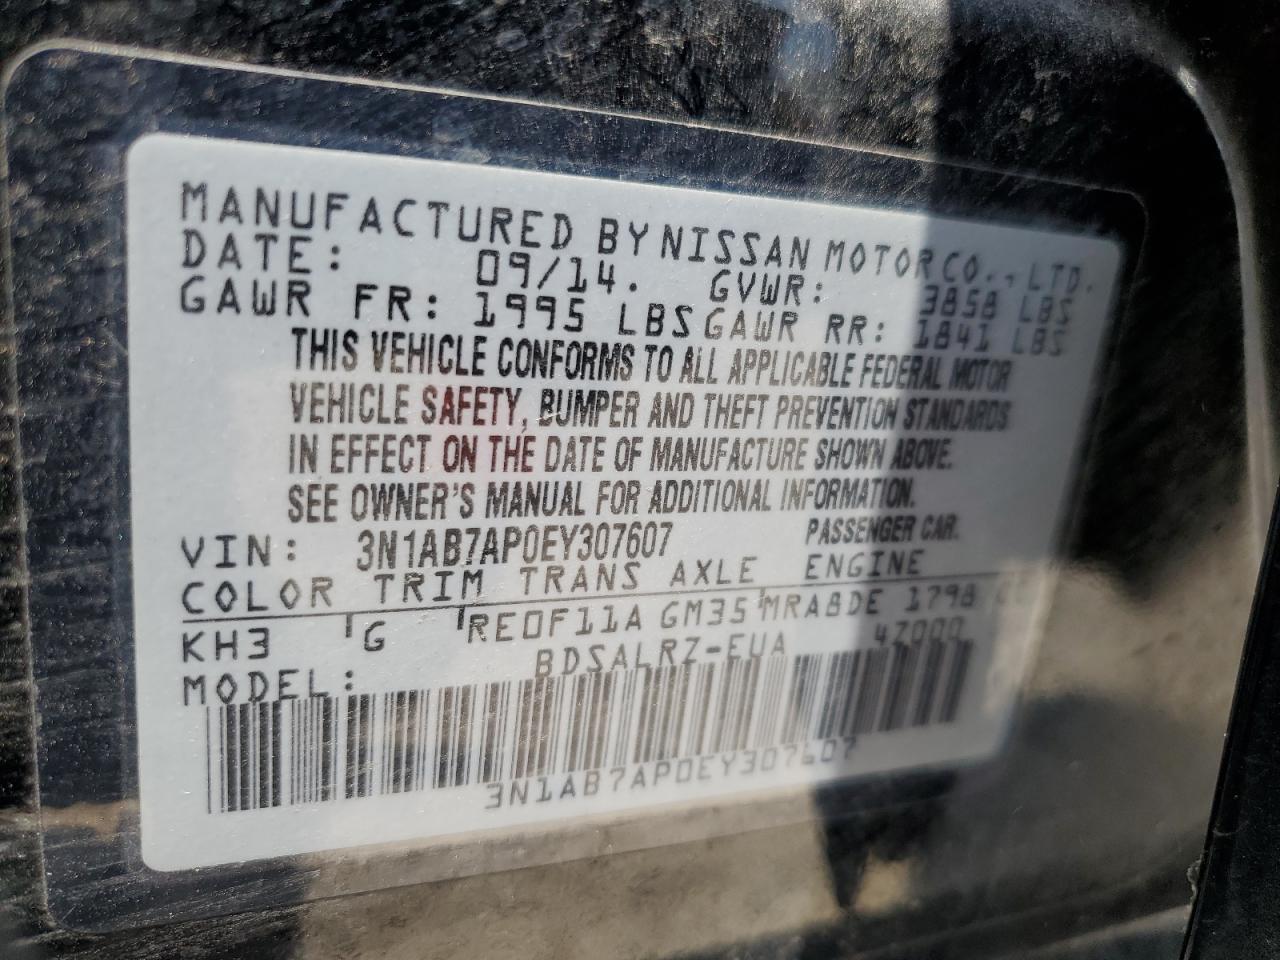 MANUFACTURED BY NISSAN MOTOR CO., LTD.
DATE: 09/14. GVWR: 3858 LBS
GAWR FR: 1995 LBS GAWR RR: 1841 LBS
THIS VEHICLE CONFORMS TO ALL APPLICABLE FEDERAL MOTOR
VEHICLE SAFETY, BUMPER AND THEFT PREVENTION STANDARDS
IN EFFECT ON THE DATE OF MANUFACTURE SHOWN ABOVE.
SEE OWNER'S MANUAL FOR ADDITIONAL INFORMATION.
VIN: 3N1AB7AP0EY307607 PASSENGER CAR.
COLOR TRIM TRANS AXLE ENGINE
KH3 G RE0F11A GM35 MRA8DE 1798 CC
MODEL: BDSALRZ-EUA 47000
3N1AB7AP0EY307607